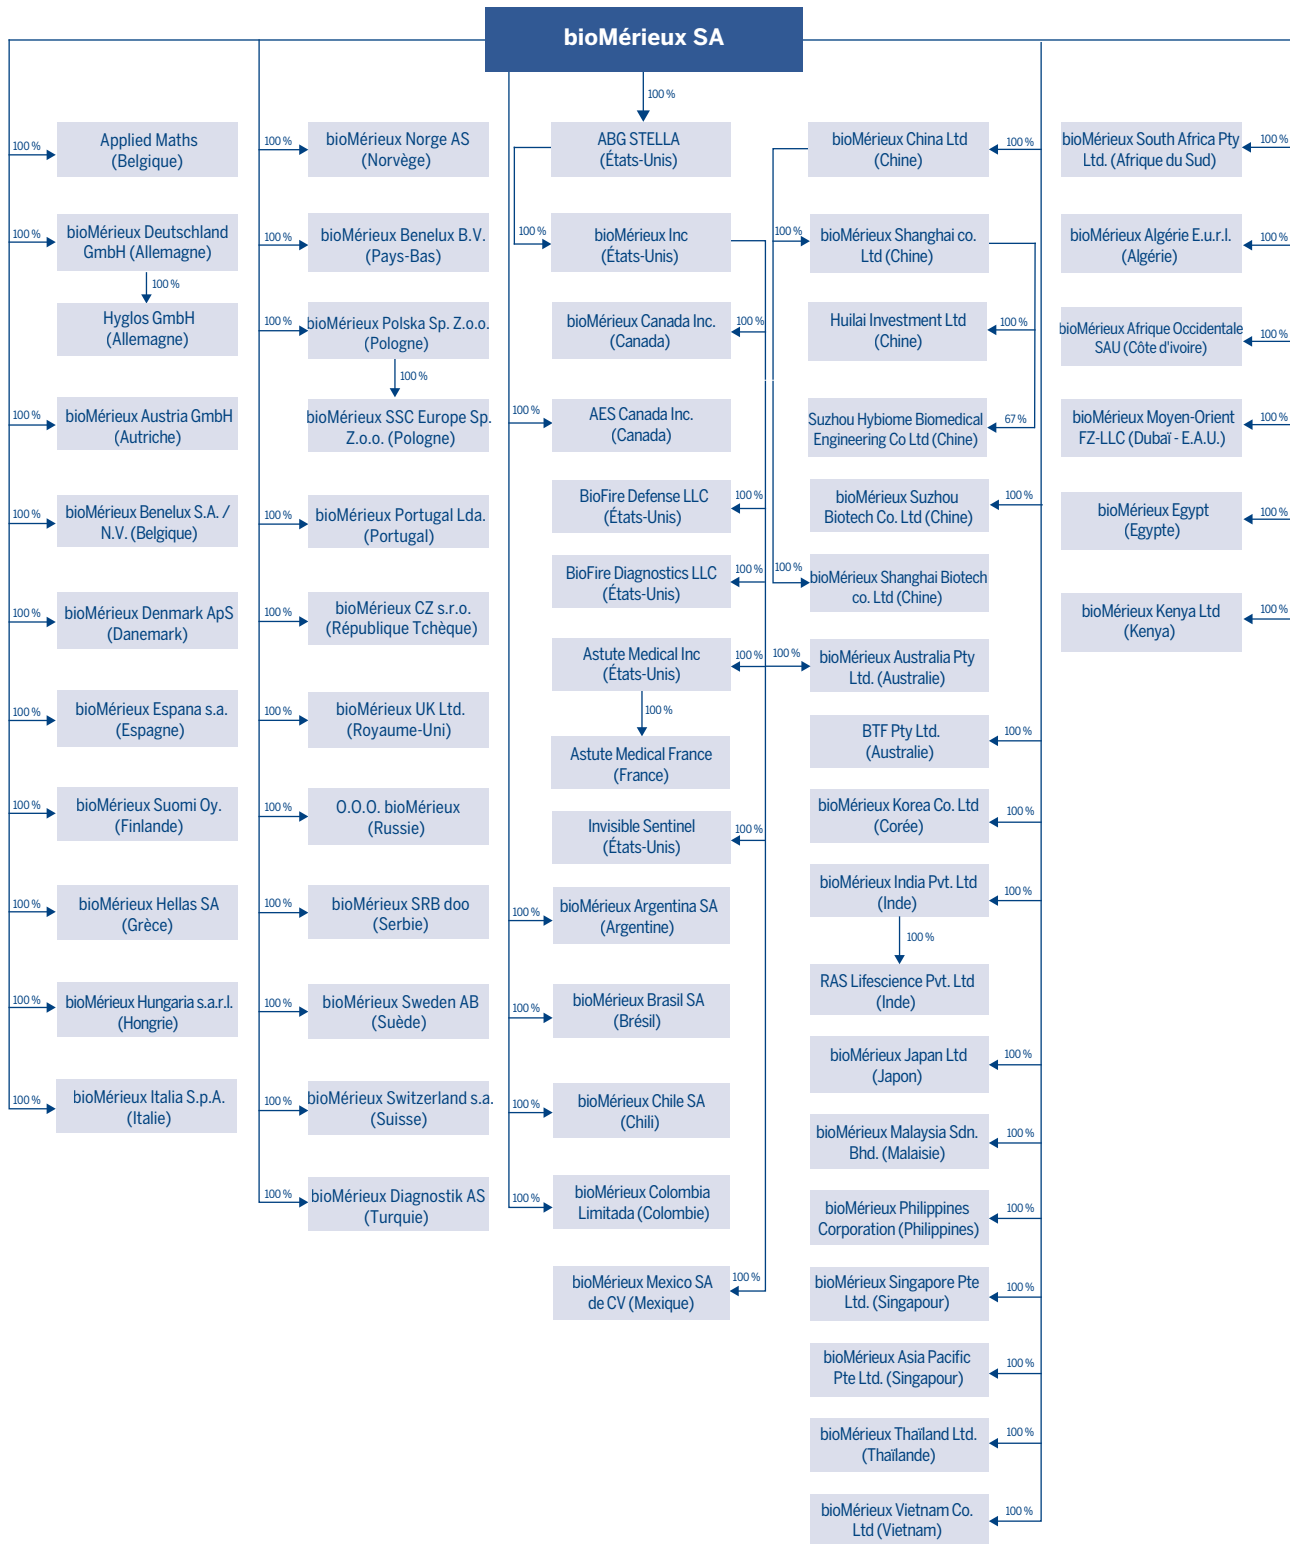 bioMérieux SA
100 %
100 %
Applied Maths
(Belgique)
100 %
bioMérieux Deutschland
GmbH (Allemagne)
100 %
Hyglos GmbH
(Allemagne)
100 %
bioMérieux Austria GmbH
(Autriche)
100 %
bioMérieux Benelux S.A. /
N.V. (Belgique)
100 %
bioMérieux Denmark ApS
(Danemark)
100 %
bioMérieux Espana s.a.
(Espagne)
100 %
bioMérieux Suomi Oy.
(Finlande)
100 %
bioMérieux Hellas SA
(Grèce)
100 %
bioMérieux Hungaria s.a.r.l.
(Hongrie)
100 %
bioMérieux Italia S.p.A.
(Italie)
100 %
bioMérieux Norge AS
(Norvège)
100 %
bioMérieux Benelux B.V.
(Pays-Bas)
100 %
bioMérieux Polska Sp. Z.o.o.
(Pologne)
100 %
bioMérieux SSC Europe Sp.
Z.o.o. (Pologne)
100 %
bioMérieux Portugal Lda.
(Portugal)
100 %
bioMérieux CZ s.r.o.
(République Tchèque)
100 %
bioMérieux UK Ltd.
(Royaume-Uni)
100 %
O.O.O. bioMérieux
(Russie)
100 %
bioMérieux SRB doo
(Serbie)
100 %
bioMérieux Sweden AB
(Suède)
100 %
bioMérieux Switzerland s.a.
(Suisse)
100 %
bioMérieux Diagnostik AS
(Turquie)
ABG STELLA
(États-Unis)
100 %
bioMérieux Inc
(États-Unis)
bioMérieux Canada Inc.
(Canada)
100 %
100 %
AES Canada Inc.
(Canada)
BioFire Defense LLC
(États-Unis)
100 %
BioFire Diagnostics LLC
(États-Unis)
100 %
Astute Medical Inc
(États-Unis)
100 %
100 %
Astute Medical France
(France)
Invisible Sentinel
(États-Unis)
100 %
100 %
bioMérieux Argentina SA
(Argentine)
100 %
bioMérieux Brasil SA
(Brésil)
100 %
bioMérieux Chile SA
(Chili)
100 %
bioMérieux Colombia
Limitada (Colombie)
bioMérieux Mexico SA
de CV (Mexique)
100 %
bioMérieux China Ltd
(Chine)
100 %
100 %
bioMérieux Shanghai co.
Ltd (Chine)
Huilai Investment Ltd
(Chine)
100 %
Suzhou Hybiome Biomedical
Engineering Co Ltd (Chine)
67 %
bioMérieux Suzhou
Biotech Co. Ltd (Chine)
100 %
100 %
bioMérieux Shanghai Biotech
co. Ltd (Chine)
100 %
bioMérieux Australia Pty
Ltd. (Australie)
BTF Pty Ltd.
(Australie)
100 %
bioMérieux Korea Co. Ltd
(Corée)
100 %
bioMérieux India Pvt. Ltd
(Inde)
100 %
100 %
RAS Lifescience Pvt. Ltd
(Inde)
bioMérieux Japan Ltd
(Japon)
100 %
bioMérieux Malaysia Sdn.
Bhd. (Malaisie)
100 %
bioMérieux Philippines
Corporation (Philippines)
100 %
bioMérieux Singapore Pte
Ltd. (Singapour)
100 %
bioMérieux Asia Pacific
Pte Ltd. (Singapour)
100 %
bioMérieux Thaïland Ltd.
(Thaïlande)
100 %
bioMérieux Vietnam Co.
Ltd (Vietnam)
100 %
bioMérieux South Africa Pty
Ltd. (Afrique du Sud)
100 %
bioMérieux Algérie E.u.r.l.
(Algérie)
100 %
bioMérieux Afrique Occidentale
SAU (Côte d'ivoire)
100 %
bioMérieux Moyen-Orient
FZ-LLC (Dubaï - E.A.U.)
100 %
bioMérieux Egypt
(Egypte)
100 %
bioMérieux Kenya Ltd
(Kenya)
100 %